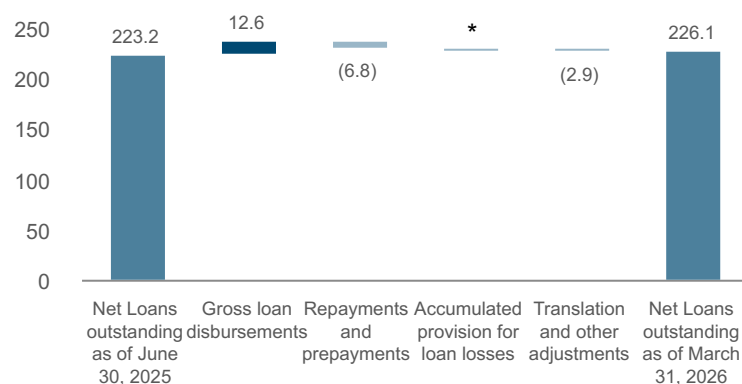 250
200
150
100
50
0
223.2
12.6
(6.8)
*
(2.9)
226.1
Net Loans
outstanding
as of June
30, 2025
Gross loan
disbursements
Repayments
and
prepayments
Accumulated
provision for
loan losses
Translation
and other
adjustments
Net Loans
outstanding
as of March
31, 2026